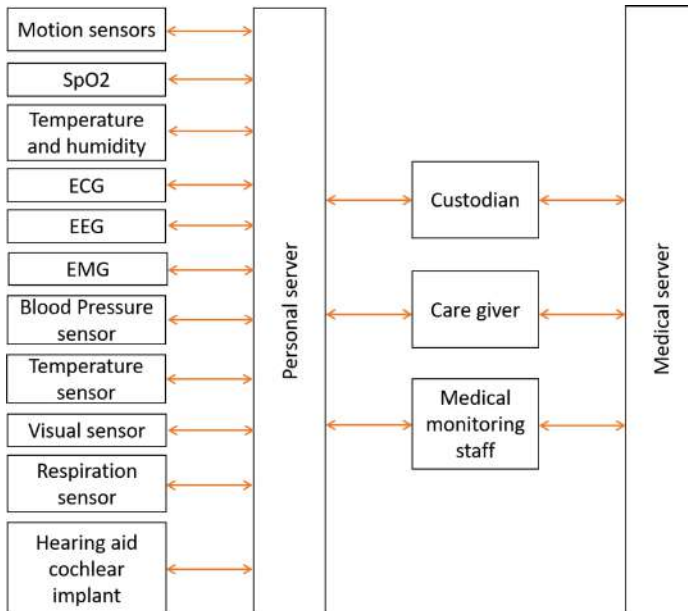 Motion sensors
SpO2
Temperature
and humidity
ECG
EEG
EMG
Blood Pressure
sensor
Temperature
sensor
Visual sensor
Respiration
sensor
Hearing aid
cochlear
implant
Personal server
Custodian
Care giver
Medical
monitoring
staff
Medical server